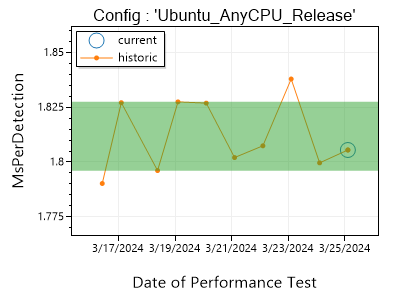 Config : 'Ubuntu_AnyCPU_Release'
current
historic
MsPerDetection
1.85
1.825
1.8
1.775
3/17/2024 3/19/2024 3/21/2024 3/23/2024 3/25/2024
Date of Performance Test